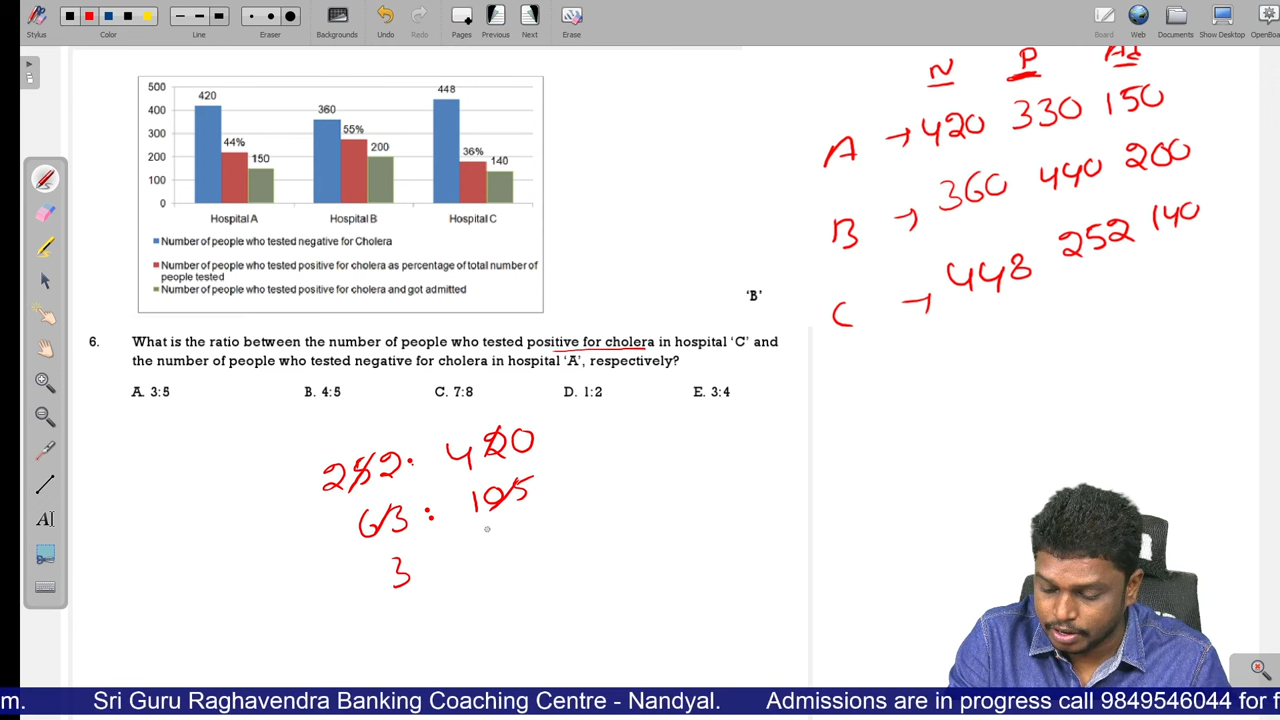 Stylus
Color
Line
Eraser
Backgrounds
Undo
Redo
Pages
Previous
Next
Erase
Board
Web
Documents
Show Desktop
OpenBoa
500
400
300
200
100
0
420
44%
150
360
55%
200
448
36%
140
Hospital A
Hospital B
Hospital C
Number of people who tested negative for Cholera
Number of people who tested positive for cholera as percentage of total number of
people tested
Number of people who tested positive for cholera and got admitted
'B'
N P Ad
A → 420 330 150
B → 360 440 200
C → 448 252 140
6. What is the ratio between the number of people who tested positive for cholera in hospital 'C' and
the number of people who tested negative for cholera in hospital 'A', respectively?
A. 3:5 B. 4:5 C. 7:8 D. 1:2 E. 3:4
252 : 420
63 : 105
3
AI
m. Sri Guru Raghavendra Banking Coaching Centre - Nandyal. Admissions are in progress call 9849546044 for f